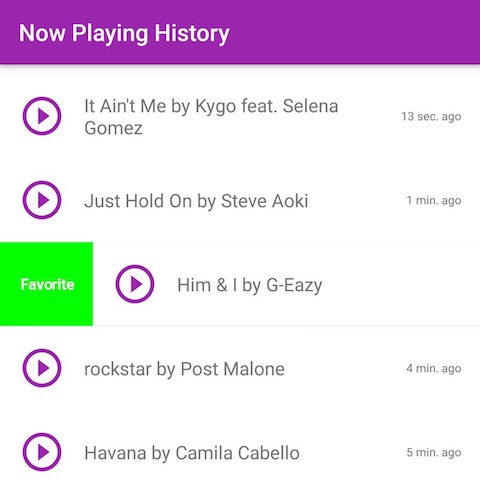 Now Playing History
It Ain't Me by Kygo feat. Selena
Gomez
13 sec. ago
Just Hold On by Steve Aoki
1 min. ago
Favorite
Him & I by G-Eazy
rockstar by Post Malone
4 min. ago
Havana by Camila Cabello
5 min. ago